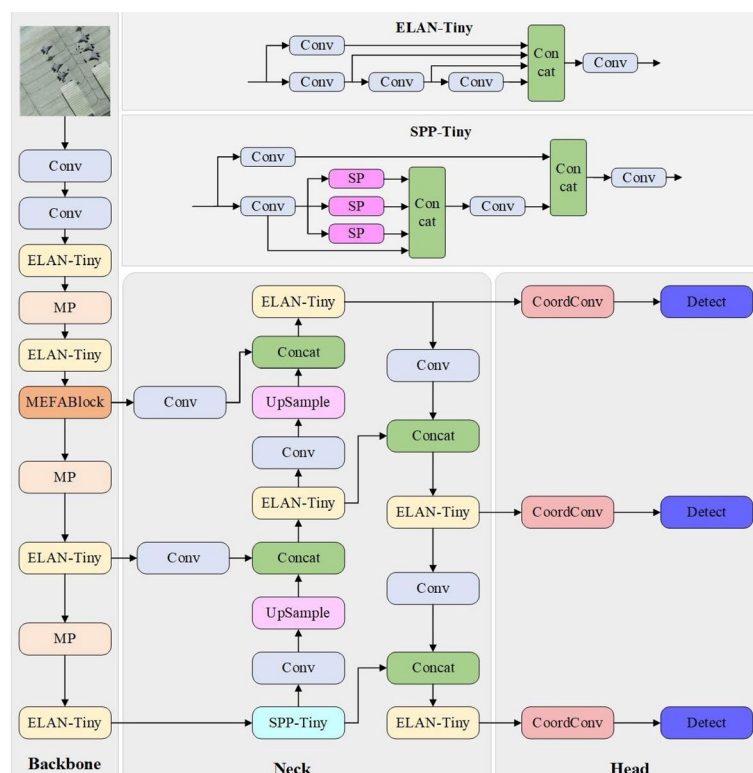 ELAN-Tiny
Conv
Conv
Conv
Conv
Con
cat
Conv
SPP-Tiny
Conv
Conv
SP
SP
SP
Con
cat
Conv
Con
cat
Conv
Conv
Conv
ELAN-Tiny
MP
ELAN-Tiny
MEFABlock
MP
ELAN-Tiny
MP
ELAN-Tiny
Backbone
ELAN-Tiny
Concat
Conv
UpSample
Conv
ELAN-Tiny
Conv
Concat
UpSample
Conv
SPP-Tiny
Conv
Concat
ELAN-Tiny
Conv
Concat
ELAN-Tiny
Neck
CoordConv
Detect
CoordConv
Detect
CoordConv
Detect
Head